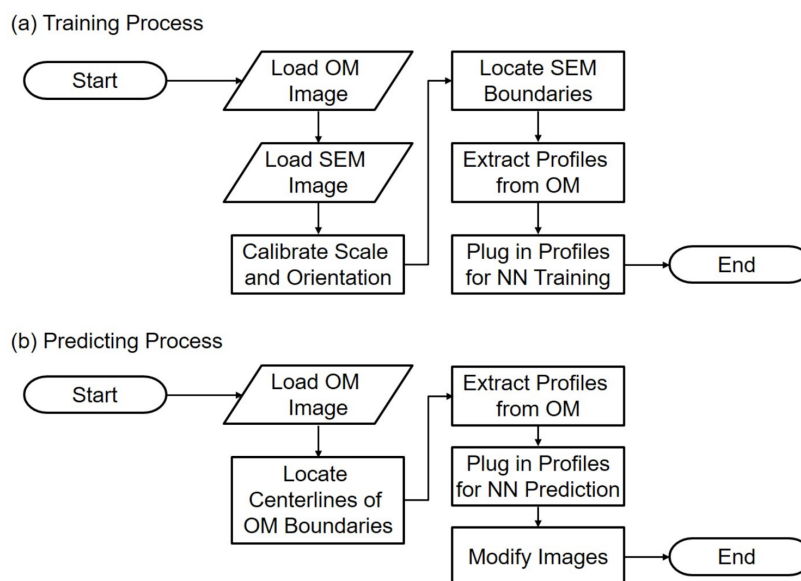 (a) Training Process
Start
Load OM
Image
Load SEM
Image
Calibrate Scale
and Orientation
Locate SEM
Boundaries
Extract Profiles
from OM
Plug in Profiles
for NN Training
End
(b) Predicting Process
Start
Load OM
Image
Locate
Centerlines of
OM Boundaries
Extract Profiles
from OM
Plug in Profiles
for NN Prediction
Modify Images
End